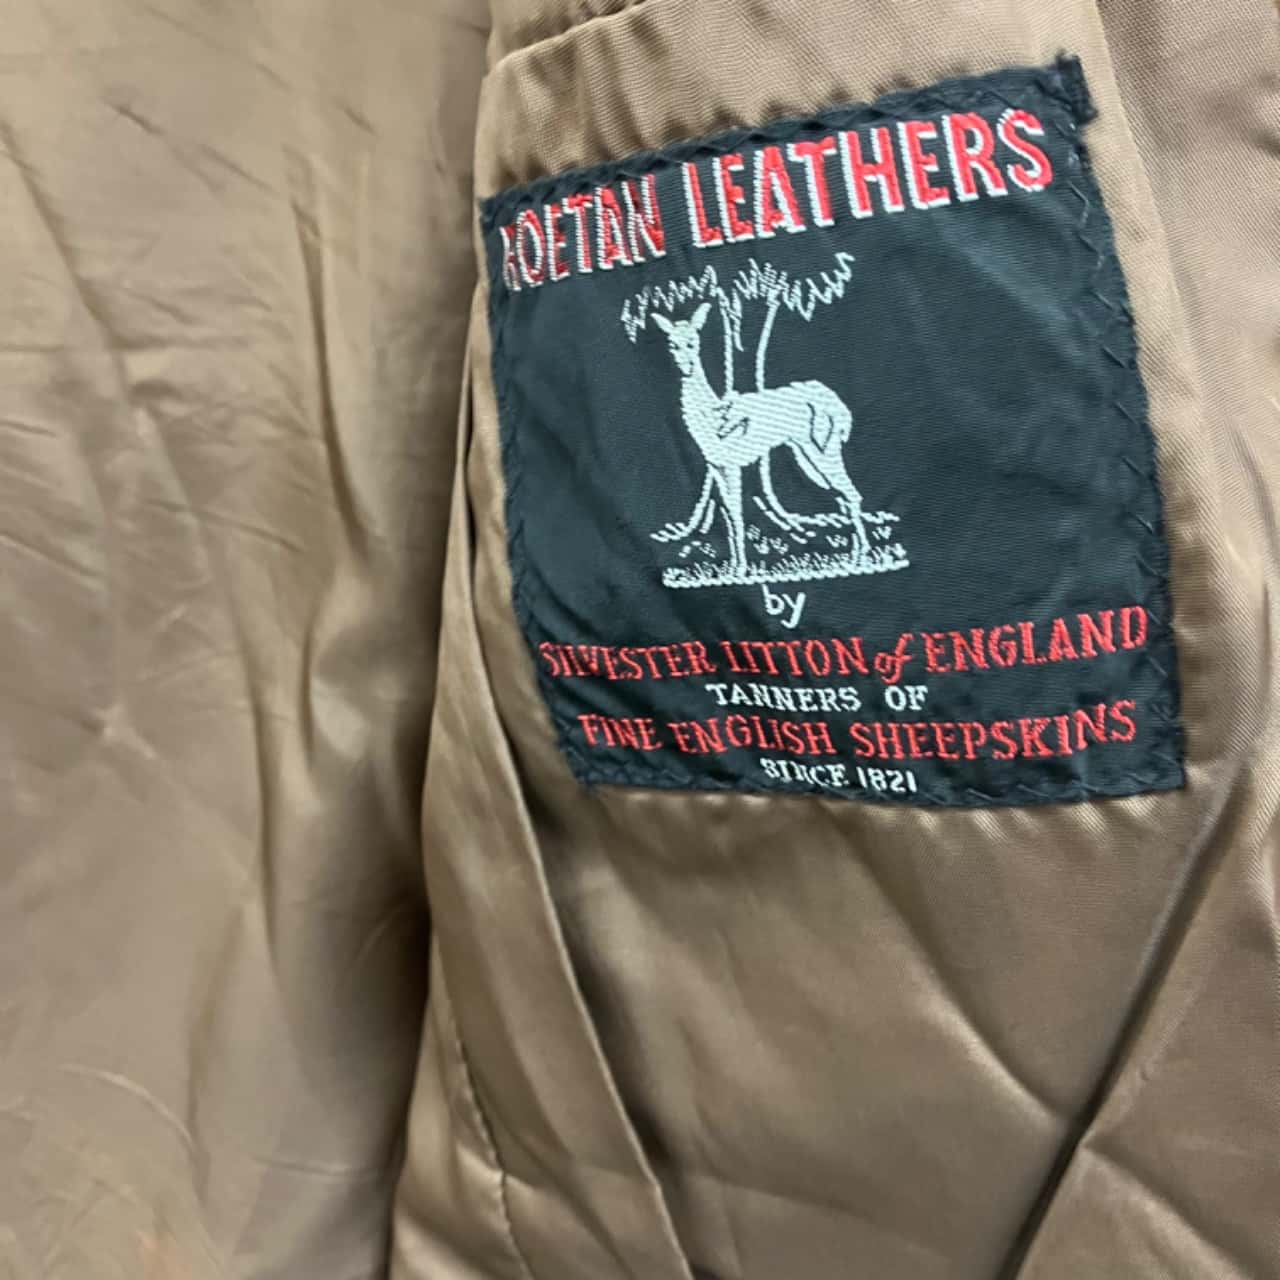 ROETAN LEATHERS
by
SILVESTER LITTON of ENGLAND
TANNERS OF
FINE ENGLISH SHEEPSKINS
SINCE 1821